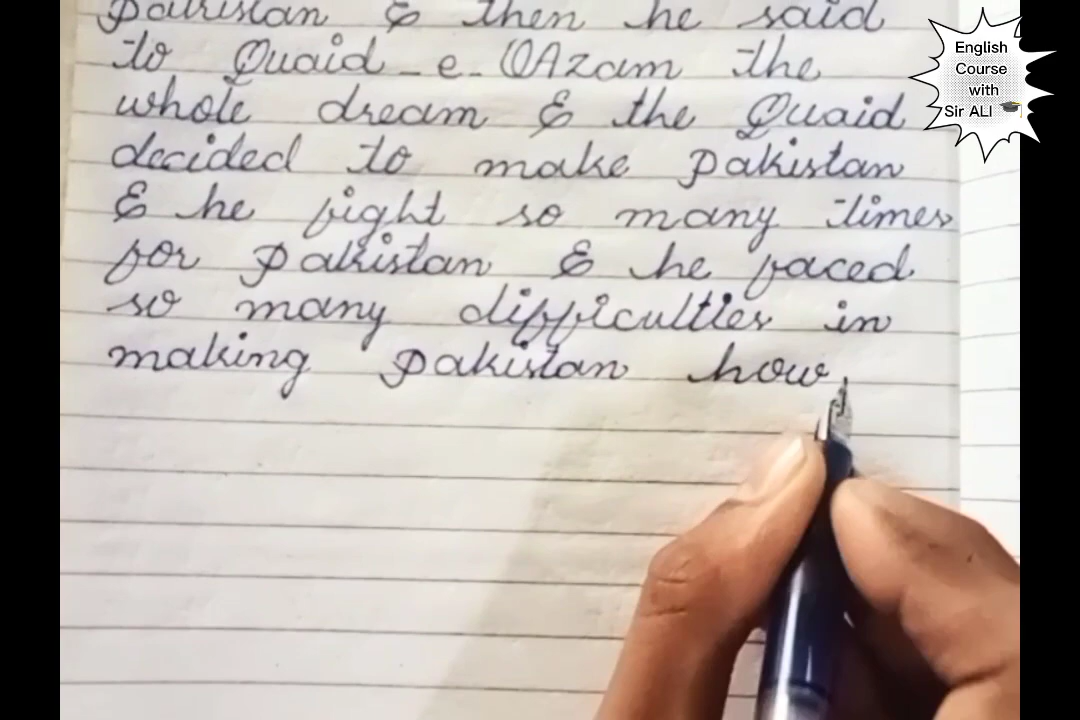 Pakistan & then he said
to Quaid-e-Azam the
whole dream & the Quaid
decided to make Pakistan
& he fight so many times
for Pakistan & he faced
so many difficulties in
making Pakistan how
English
Course
with
Sir ALI 🎓